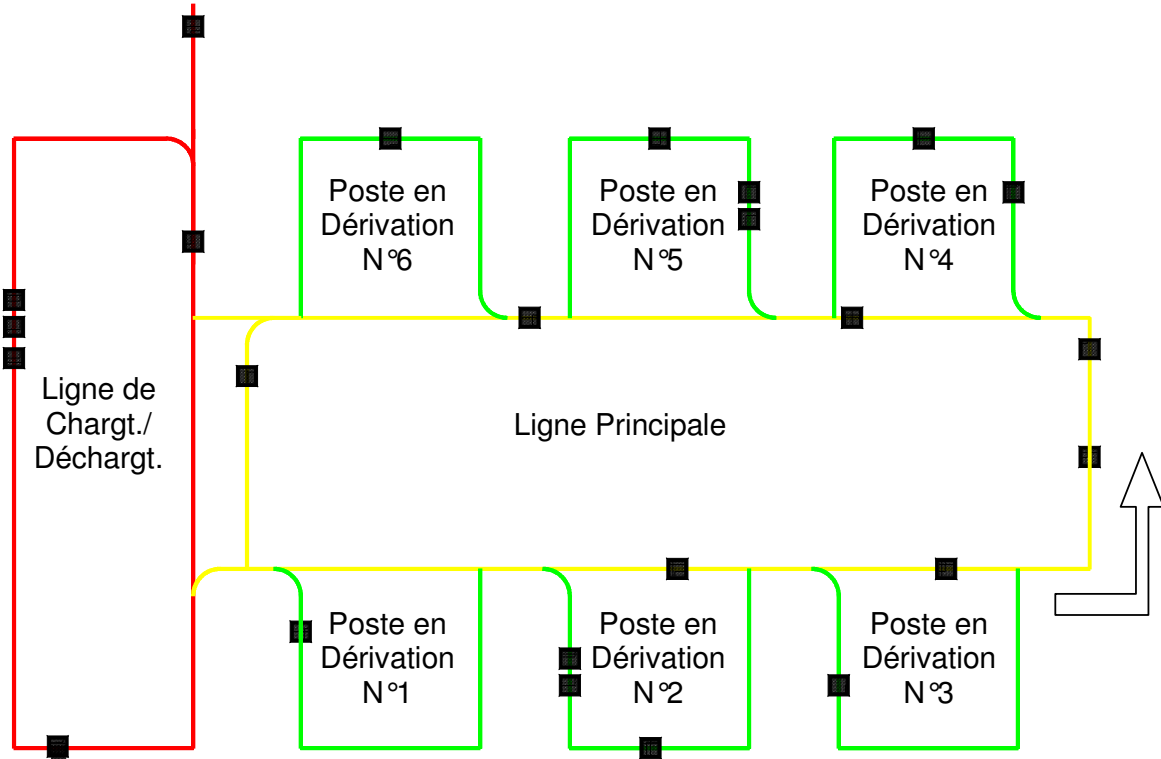 Poste en
Dérivation
N°6
Poste en
Dérivation
N°5
Poste en
Dérivation
N°4
Ligne de
Chargt./
Déchargt.
Ligne Principale
Poste en
Dérivation
N°1
Poste en
Dérivation
N°2
Poste en
Dérivation
N°3